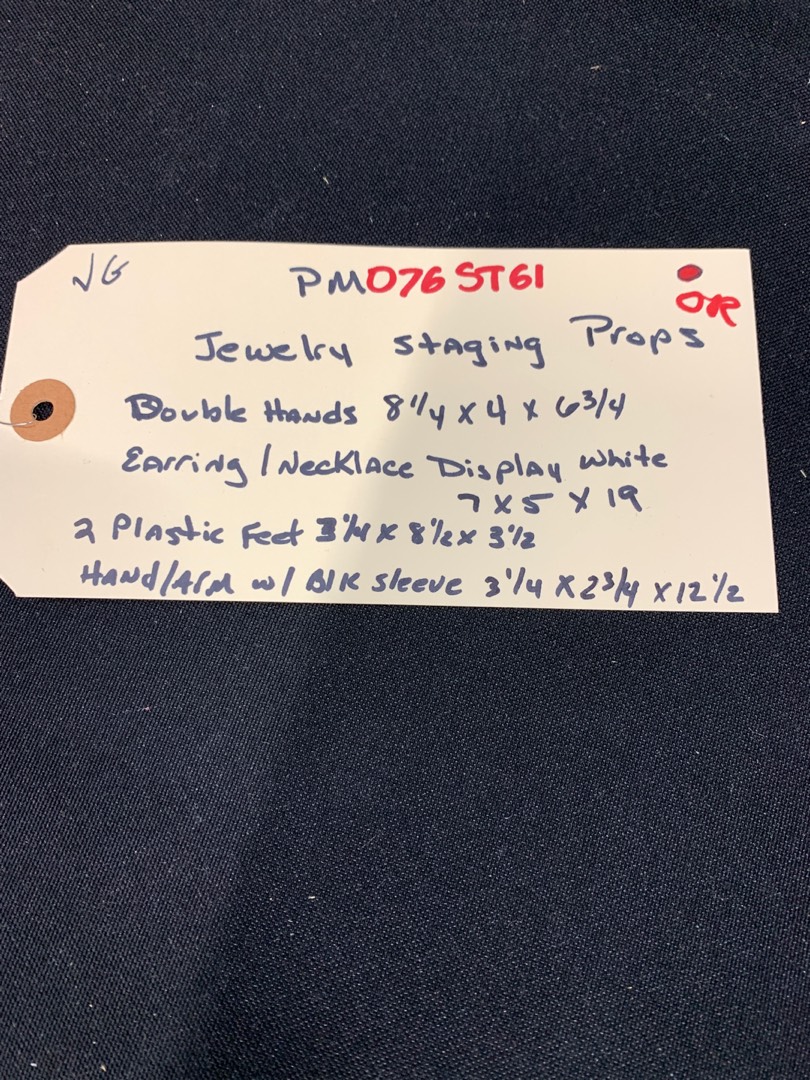 VG PM076ST61
OR
Jewelry Staging Props
Double Hands 8 1/4 x 4 x 6 3/4
Earring/Necklace Display White
7 x 5 x 19
2 Plastic Feet 3 1/4 x 8 1/2 x 3 1/2
Hand/Arm w/ Blk Sleeve 3 1/4 x 2 3/4 x 12 1/2